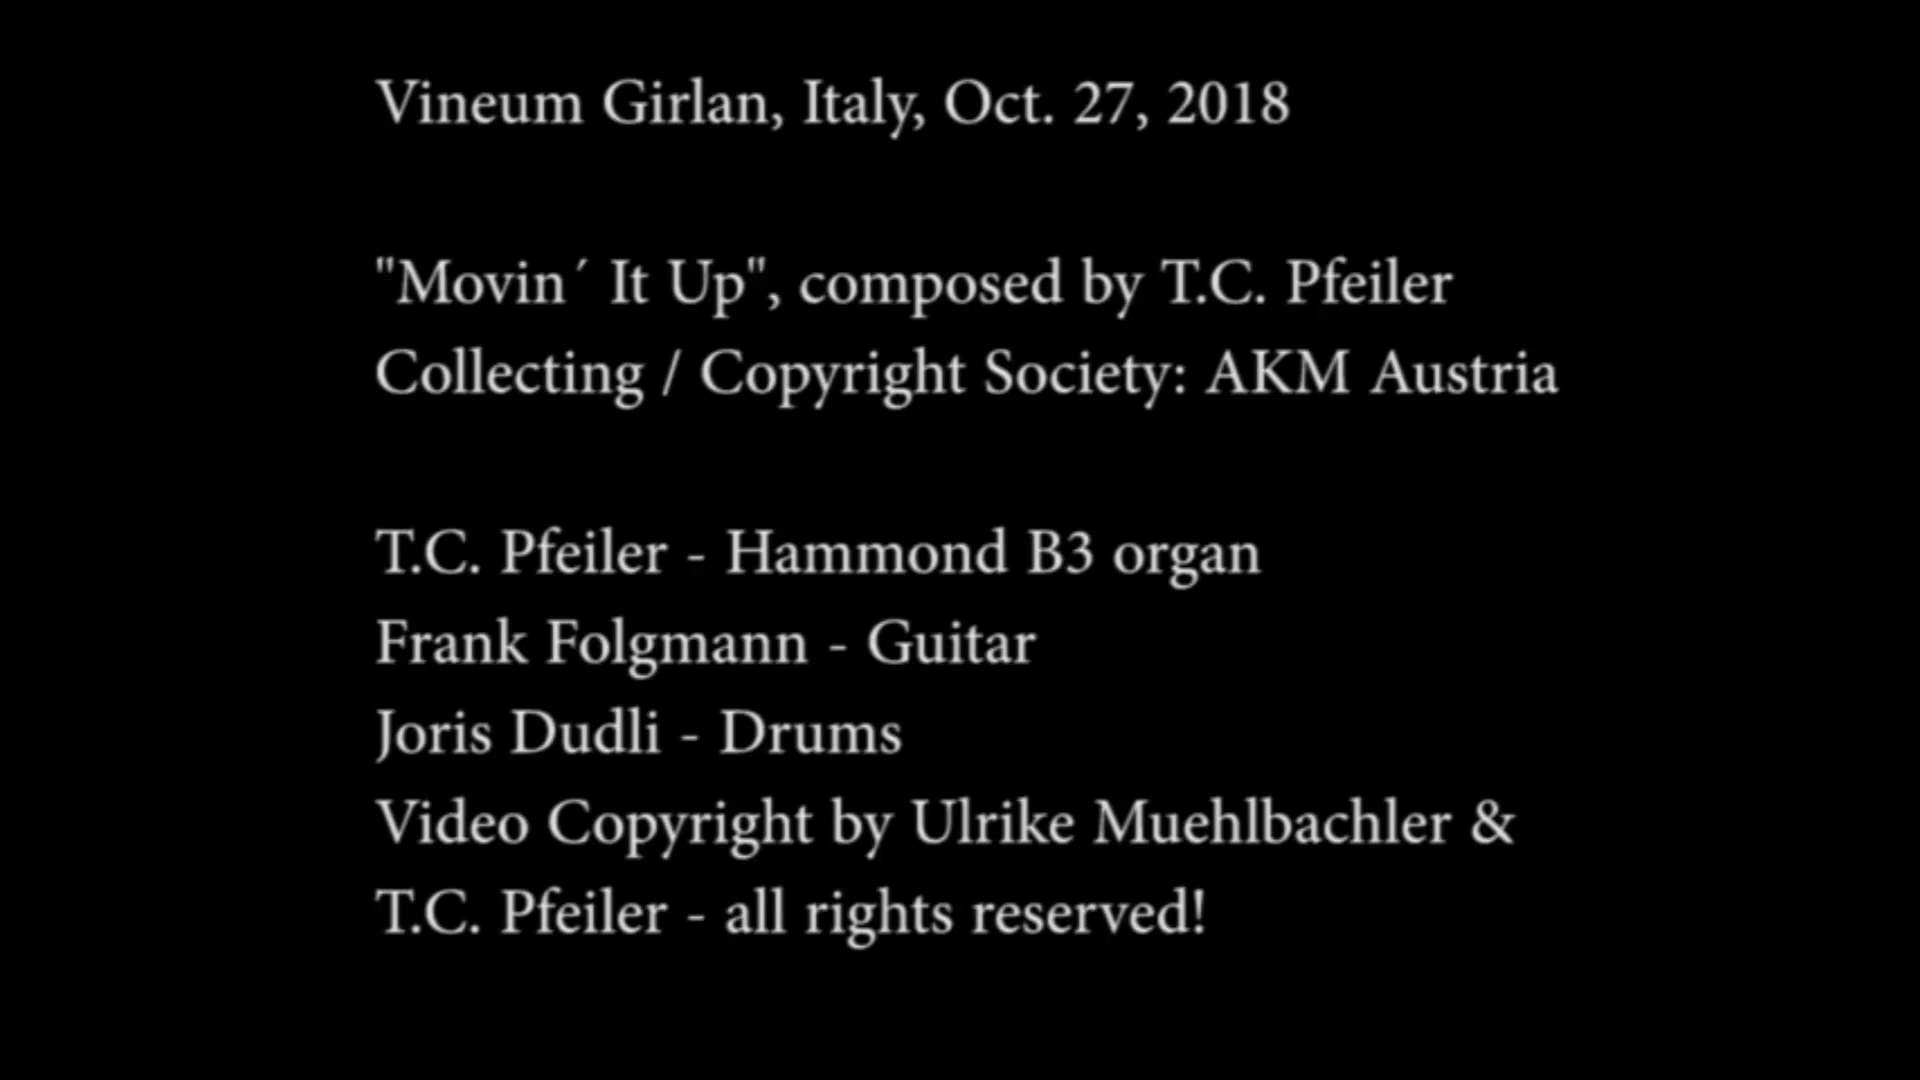 Vineum Girlan, Italy, Oct. 27, 2018
"Movin´ It Up", composed by T.C. Pfeiler
Collecting / Copyright Society: AKM Austria
T.C. Pfeiler - Hammond B3 organ
Frank Folgmann - Guitar
Joris Dudli - Drums
Video Copyright by Ulrike Muehlbachler &
T.C. Pfeiler - all rights reserved!